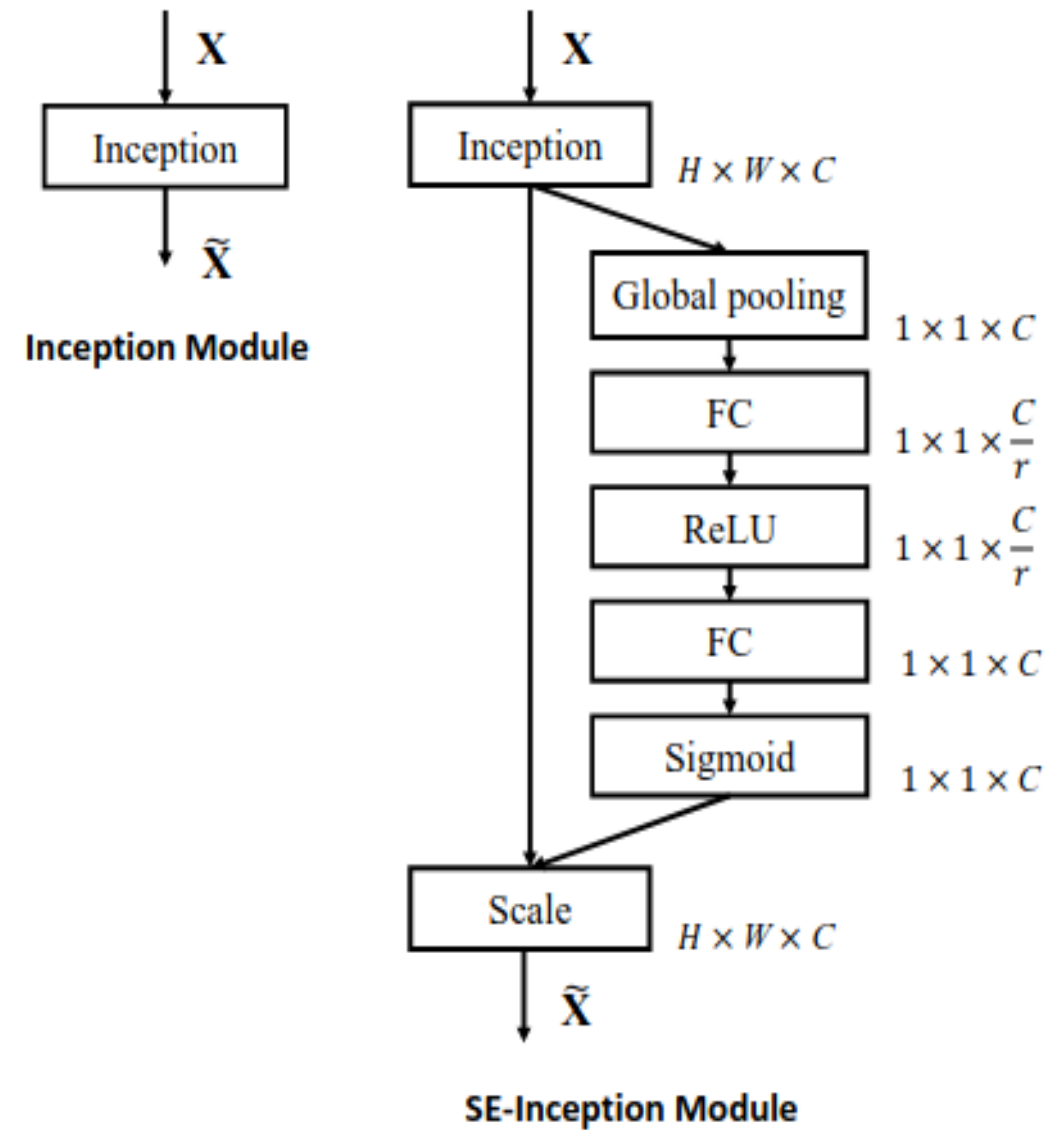 X
Inception
X̃
Inception Module
X
Inception
H × W × C
Global pooling
1 × 1 × C
FC
1 × 1 × C/r
ReLU
1 × 1 × C/r
FC
1 × 1 × C
Sigmoid
1 × 1 × C
Scale
H × W × C
X̃
SE-Inception Module